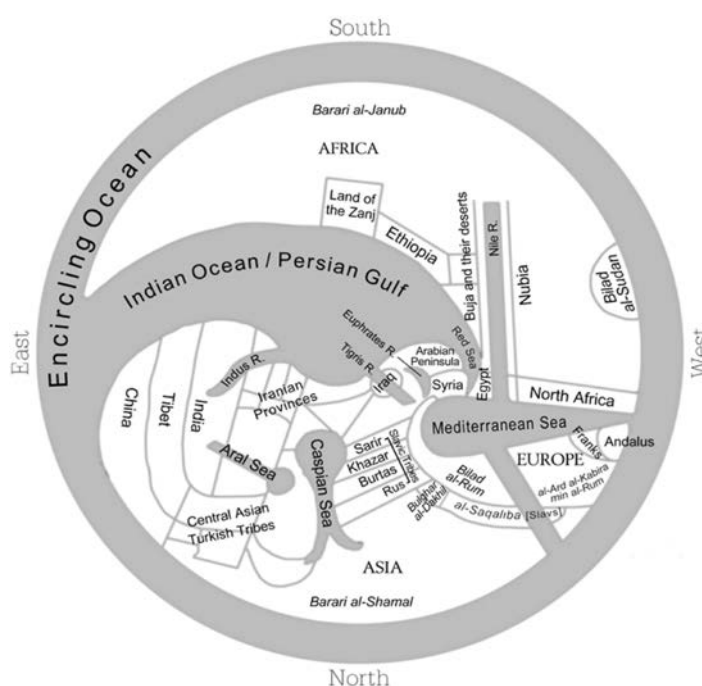 South
Barari al-Janub
AFRICA
Land of
the Zanj
Ethiopia
Buja and their deserts
Nile R.
Nubia
Bilad
al-Sudan
Encircling Ocean
Indian Ocean / Persian Gulf
Red Sea
East
West
Euphrates R.
Tigris R.
Iraq
Arabian
Peninsula
Syria
Egypt
North Africa
Mediterranean Sea
Indus R.
Iranian
Provinces
China
Tibet
India
Aral Sea
Caspian Sea
Sarir
Khazar
Burtas
Rus
Slavic Tribes
Bulghar
al-Dakhil
Bilad
al-Rum
al-Saqaliba [Slavs]
EUROPE
Franks
Andalus
al-Ard al-Kabira
min al-Rum
Central Asian
Turkish Tribes
ASIA
Barari al-Shamal
North